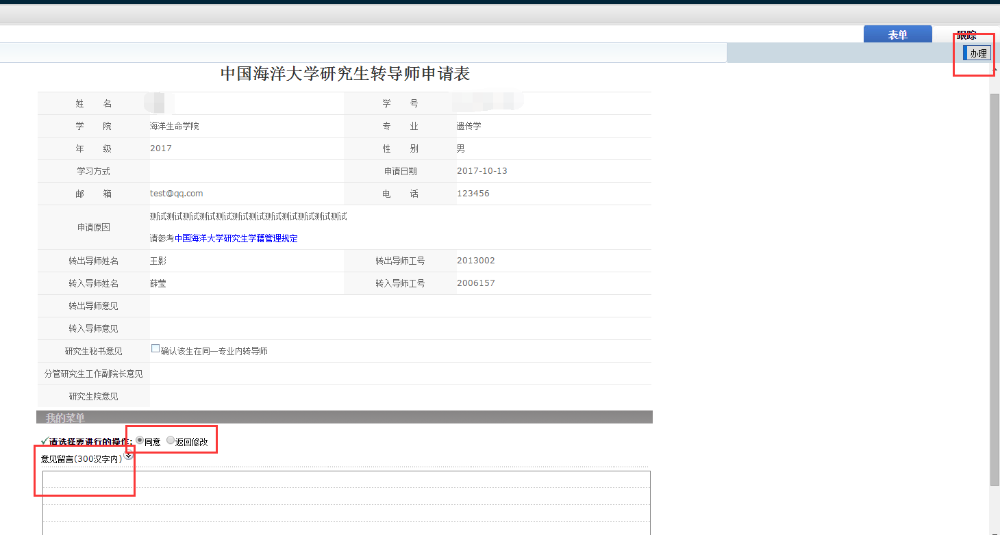 表单 跟踪
办理
中国海洋大学研究生转导师申请表
姓 名 学 号
学 院 海洋生命学院 专 业 遗传学
年 级 2017 性 别 男
学习方式 申请日期 2017-10-13
邮 箱 test@qq.com 电 话 123456
申请原因 测试测试测试测试测试测试测试测试测试测试测试测试
请参考中国海洋大学研究生学籍管理规定
转出导师姓名 王影 转出导师工号 2013002
转入导师姓名 薛莹 转入导师工号 2006157
转出导师意见
转入导师意见
研究生秘书意见 确认该生在同一专业内转导师
分管研究生工作副院长意见
研究生院意见
我的菜单
请选择要进行的操作: 同意 返回修改
意见留言(300汉字内)